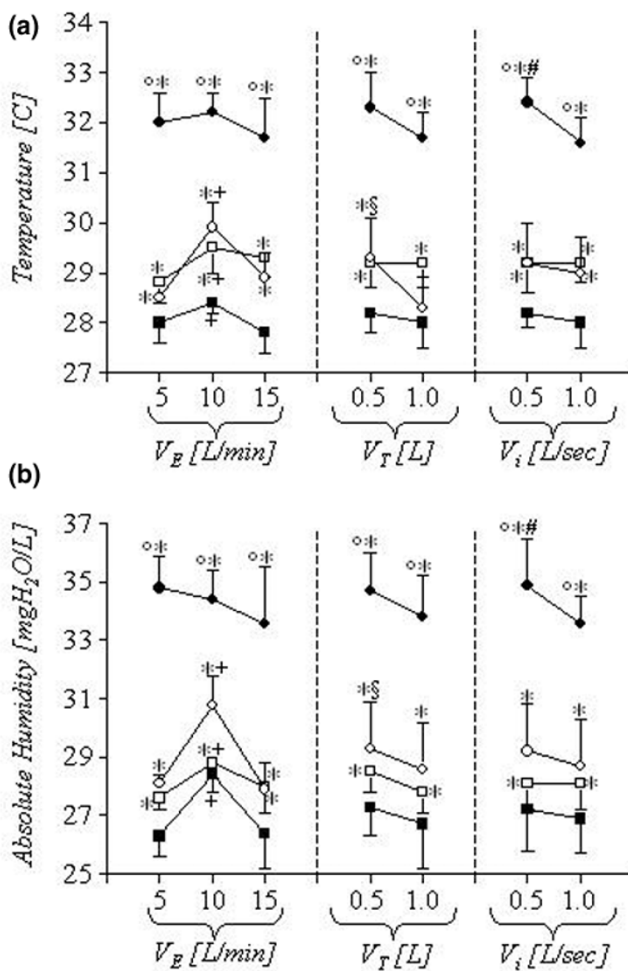 (a)
34
°*#
33
°* °* °* °*
°*
32
31
*+
30
*§
*
29
*+
28
27
5 10 15 0.5 1.0 0.5 1.0
V_E [L/min] V_T [L] V_i [L/sec]
Temperature [C]
(b)
37
°*#
°* °* °*
°* °* °*
35
33
*+
31
*§
*
29
*+
27
25
5 10 15 0.5 1.0 0.5 1.0
V_E [L/min] V_T [L] V_i [L/sec]
Absolute Humidity [mgH₂O/L]